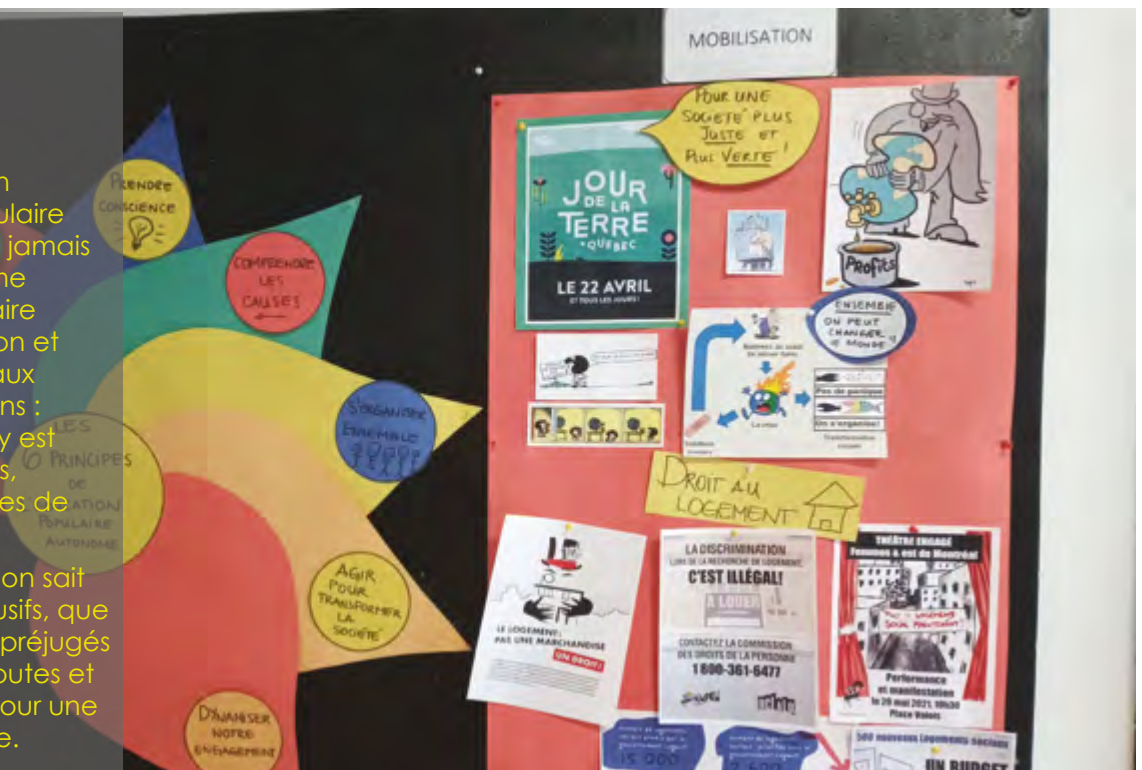 n
ulaire
jamais
ne
aire
on et
aux
ns :
y est
s,
es de
on sait
usifs, que
préjugés
outes et
our une
e.
PRENDRE
CONSCIENCE
COMPRENDRE
LES
CAUSES
S'ORGANISER
ENSEMBLE
LES
6 PRINCIPES
DE
ATION
POPULAIRE
AUTONOME
AGIR
POUR
TRANSFORMER
LA
SOCIÉTÉ
DYNAMISER
NOTRE
ENGAGEMENT
MOBILISATION
POUR UNE
SOCIÉTÉ PLUS
JUSTE ET
PLUS VERTE !
JOUR
DE LA
TERRE
QUÉBEC
LE 22 AVRIL
ET TOUS LES JOURS!
PROFITS
ENSEMBLE
ON PEUT
CHANGER
LE MONDE !!
La crise
Pas de panique
On s'organise!
Transformation
sociale
DROIT AU
LOGEMENT
LE LOGEMENT:
PAS UNE MARCHANDISE
UN DROIT!
LA DISCRIMINATION
LORS DE LA RECHERCHE DE LOGEMENT,
C'EST ILLÉGAL!
À LOUER
CONTACTEZ LA COMMISSION
DES DROITS DE LA PERSONNE
1 800-361-6477
THÉÂTRE ENGAGÉ
Femmes & est de Montréal
Performance
et manifestation
le 20 mai 2021, 10h30
Place Valois
15 000
500 nouveaux logements sociaux
UN BUDGET